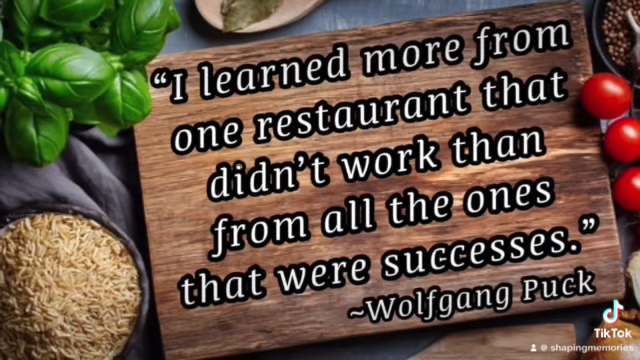 “I learned more from
one restaurant that
didn’t work than
from all the ones
that were successes.”
~Wolfgang Puck
TikTok
@ shapingmemories